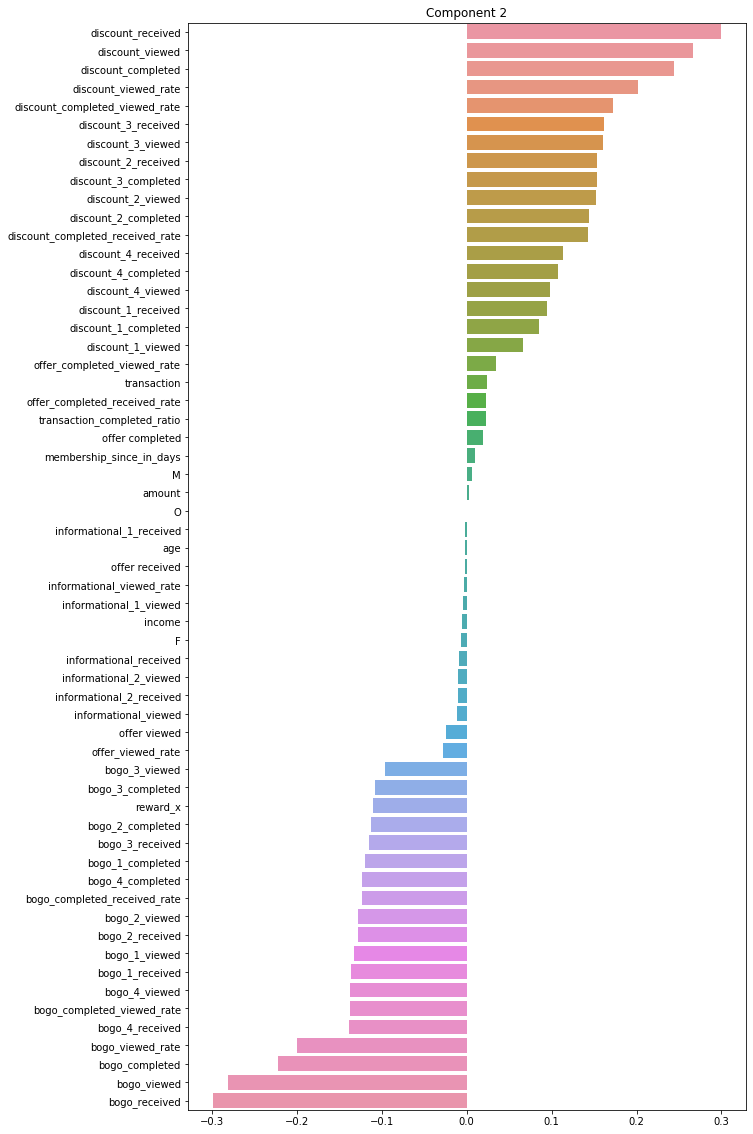 Component 2
discount_received
discount_viewed
discount_completed
discount_viewed_rate
discount_completed_viewed_rate
discount_3_received
discount_3_viewed
discount_2_received
discount_3_completed
discount_2_viewed
discount_2_completed
discount_completed_received_rate
discount_4_received
discount_4_completed
discount_4_viewed
discount_1_received
discount_1_completed
discount_1_viewed
offer_completed_viewed_rate
transaction
offer_completed_received_rate
transaction_completed_ratio
offer completed
membership_since_in_days
M
amount
O
informational_1_received
age
offer received
informational_viewed_rate
informational_1_viewed
income
F
informational_received
informational_2_viewed
informational_2_received
informational_viewed
offer viewed
offer_viewed_rate
bogo_3_viewed
bogo_3_completed
reward_x
bogo_2_completed
bogo_3_received
bogo_1_completed
bogo_4_completed
bogo_completed_received_rate
bogo_2_viewed
bogo_2_received
bogo_1_viewed
bogo_1_received
bogo_4_viewed
bogo_completed_viewed_rate
bogo_4_received
bogo_viewed_rate
bogo_completed
bogo_viewed
bogo_received
−0.3 −0.2 −0.1 0.0 0.1 0.2 0.3